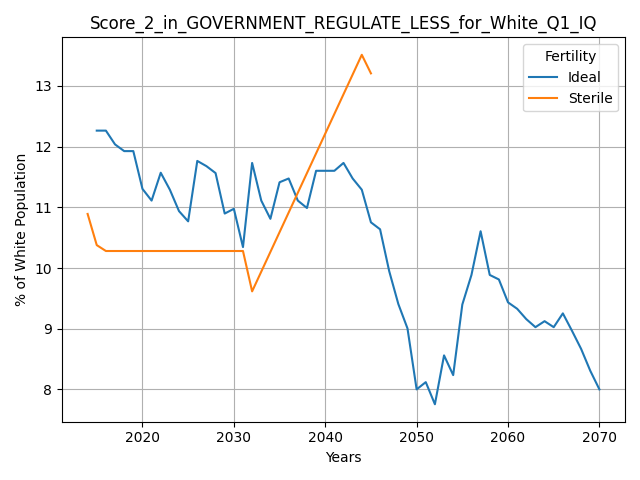 Score_2_in_GOVERNMENT_REGULATE_LESS_for_White_Q1_IQ
Fertility
Ideal
Sterile
% of White Population
13
12
11
10
9
8
2020 2030 2040 2050 2060 2070
Years